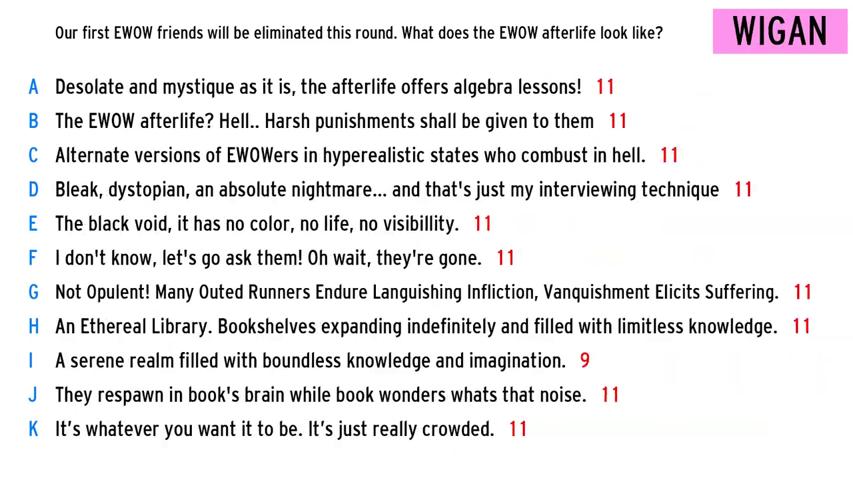 Our first EWOW friends will be eliminated this round. What does the EWOW afterlife look like?
WIGAN
A Desolate and mystique as it is, the afterlife offers algebra lessons! 11
B The EWOW afterlife? Hell.. Harsh punishments shall be given to them 11
C Alternate versions of EWOWers in hyperealistic states who combust in hell. 11
D Bleak, dystopian, an absolute nightmare... and that's just my interviewing technique 11
E The black void, it has no color, no life, no visibillity. 11
F I don't know, let's go ask them! Oh wait, they're gone. 11
G Not Opulent! Many Outed Runners Endure Languishing Infliction, Vanquishment Elicits Suffering. 11
H An Ethereal Library. Bookshelves expanding indefinitely and filled with limitless knowledge. 11
I A serene realm filled with boundless knowledge and imagination. 9
J They respawn in book's brain while book wonders whats that noise. 11
K It’s whatever you want it to be. It’s just really crowded. 11